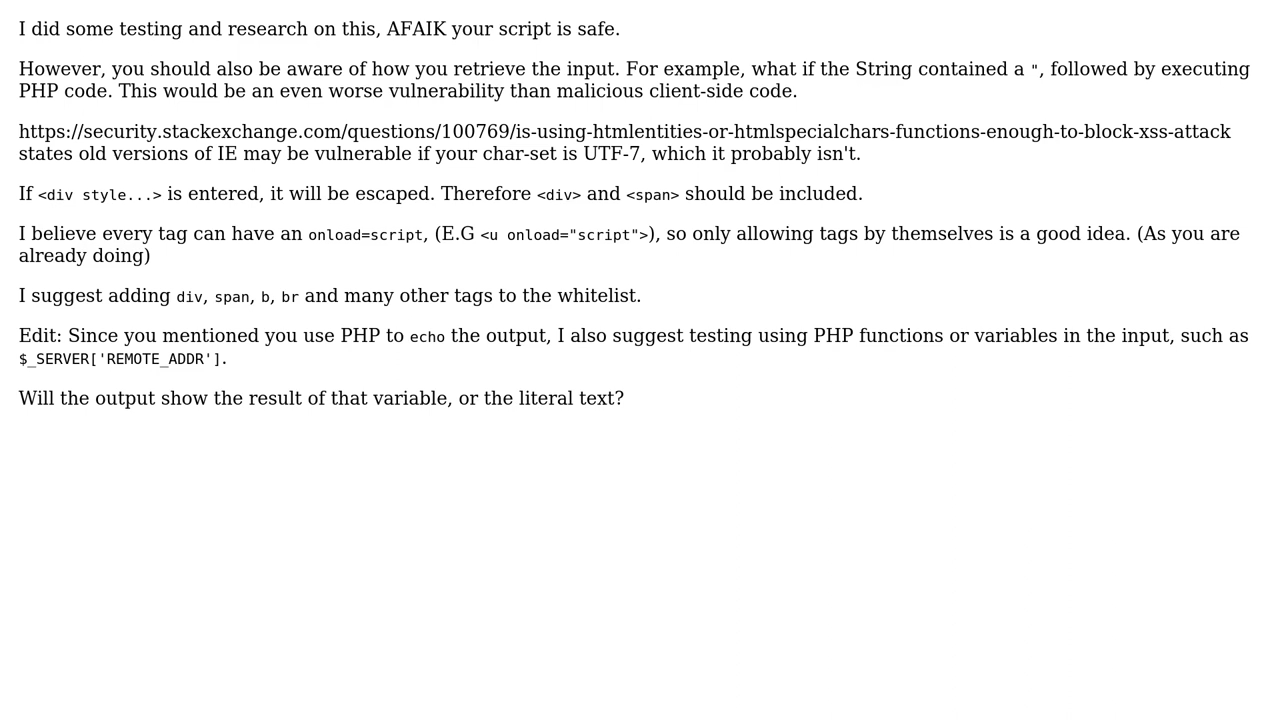 I did some testing and research on this, AFAIK your script is safe.
However, you should also be aware of how you retrieve the input. For example, what if the String contained a ", followed by executing
PHP code. This would be an even worse vulnerability than malicious client-side code.
https://security.stackexchange.com/questions/100769/is-using-htmlentities-or-htmlspecialchars-functions-enough-to-block-xss-attack
states old versions of IE may be vulnerable if your char-set is UTF-7, which it probably isn't.
If <div style...> is entered, it will be escaped. Therefore <div> and <span> should be included.
I believe every tag can have an onload=script, (E.G <u onload="script">), so only allowing tags by themselves is a good idea. (As you are
already doing)
I suggest adding div, span, b, br and many other tags to the whitelist.
Edit: Since you mentioned you use PHP to echo the output, I also suggest testing using PHP functions or variables in the input, such as
$_SERVER['REMOTE_ADDR'].
Will the output show the result of that variable, or the literal text?